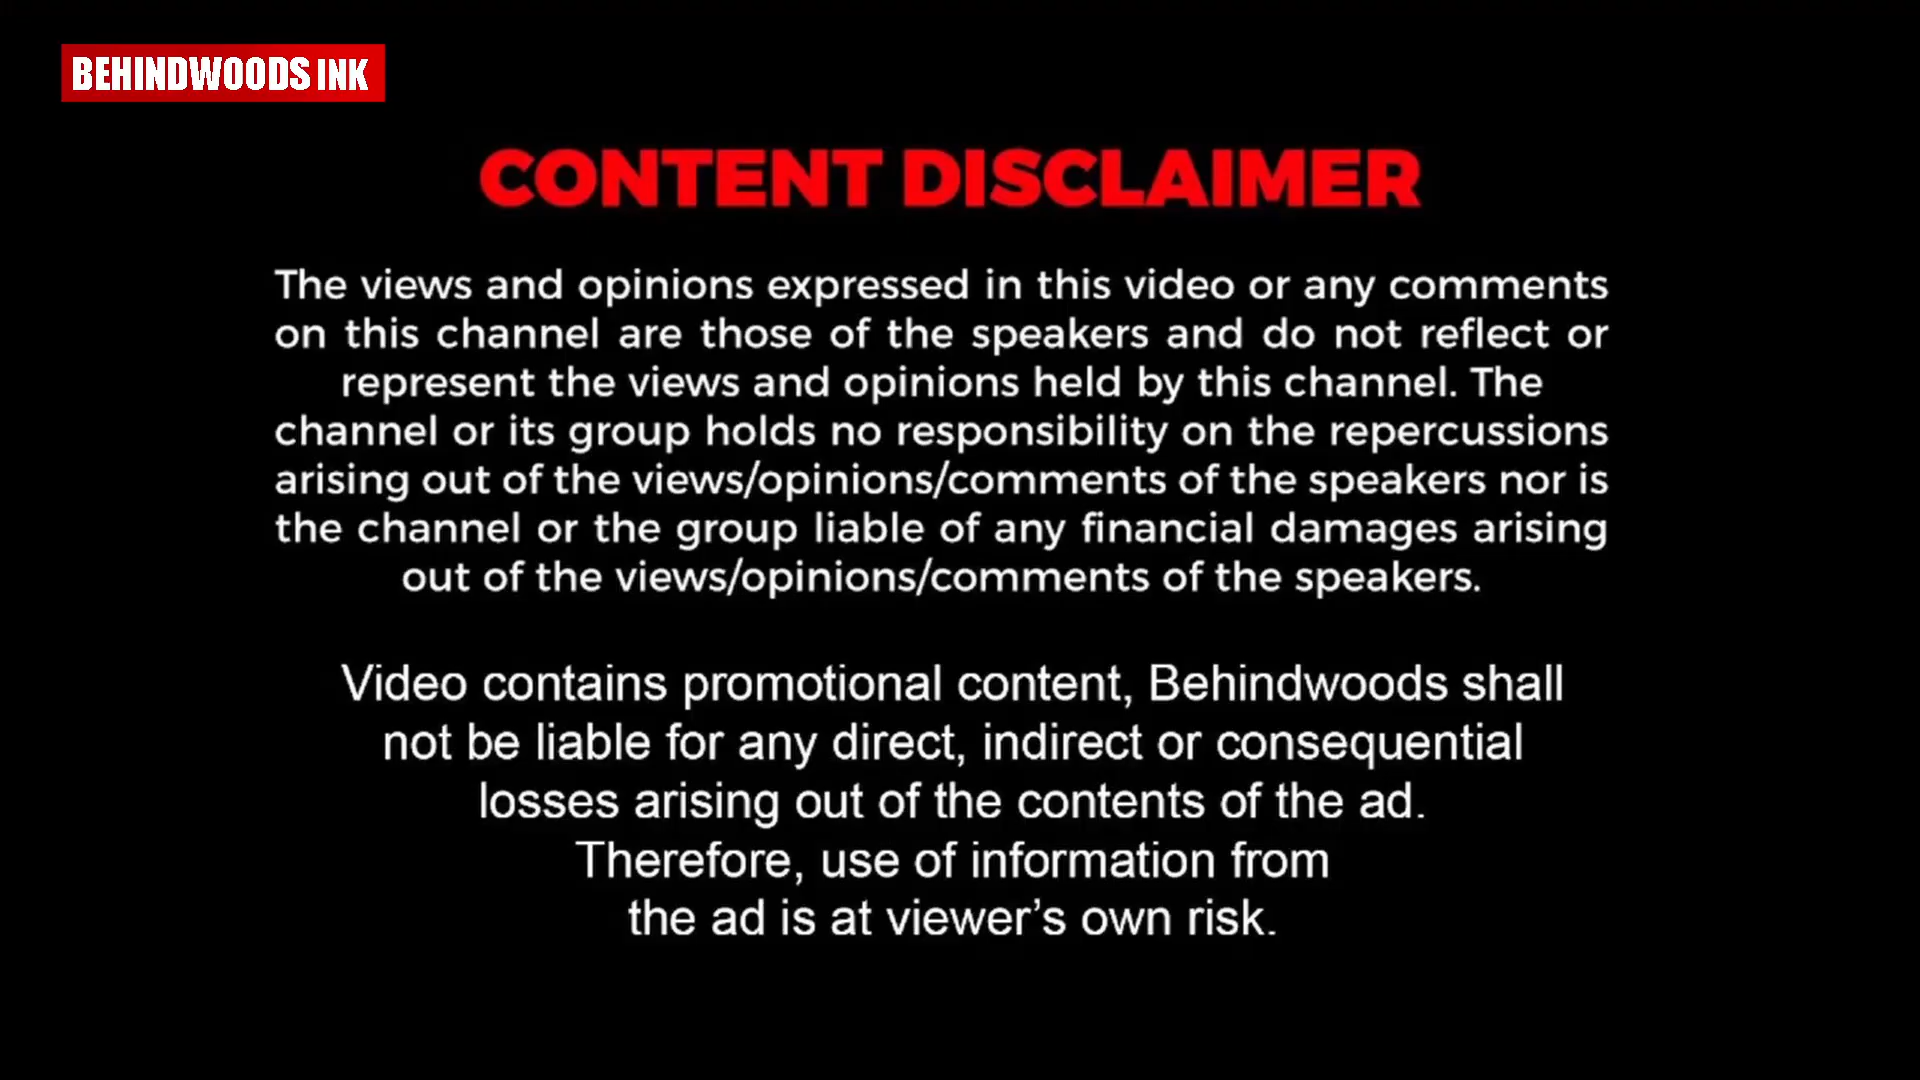 BEHINDWOODS INK
CONTENT DISCLAIMER
The views and opinions expressed in this video or any comments
on this channel are those of the speakers and do not reflect or
represent the views and opinions held by this channel. The
channel or its group holds no responsibility on the repercussions
arising out of the views/opinions/comments of the speakers nor is
the channel or the group liable of any financial damages arising
out of the views/opinions/comments of the speakers.
Video contains promotional content, Behindwoods shall
not be liable for any direct, indirect or consequential
losses arising out of the contents of the ad.
Therefore, use of information from
the ad is at viewer’s own risk.